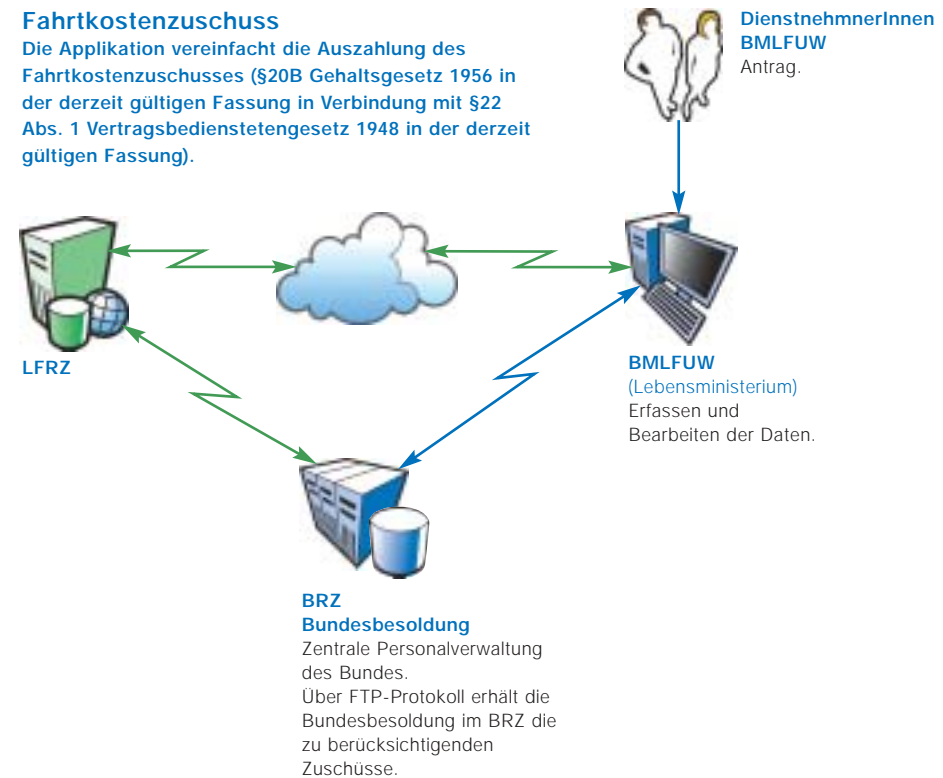 Fahrtkostenzuschuss
Die Applikation vereinfacht die Auszahlung des
Fahrtkostenzuschusses (§20B Gehaltsgesetz 1956 in
der derzeit gültigen Fassung in Verbindung mit §22
Abs. 1 Vertragsbedienstetengesetz 1948 in der derzeit
gültigen Fassung).
DienstnehmnerInnen
BMLFUW
Antrag.
LFRZ
BMLFUW
(Lebensministerium)
Erfassen und
Bearbeiten der Daten.
BRZ
Bundesbesoldung
Zentrale Personalverwaltung
des Bundes.
Über FTP-Protokoll erhält die
Bundesbesoldung im BRZ die
zu berücksichtigenden
Zuschüsse.